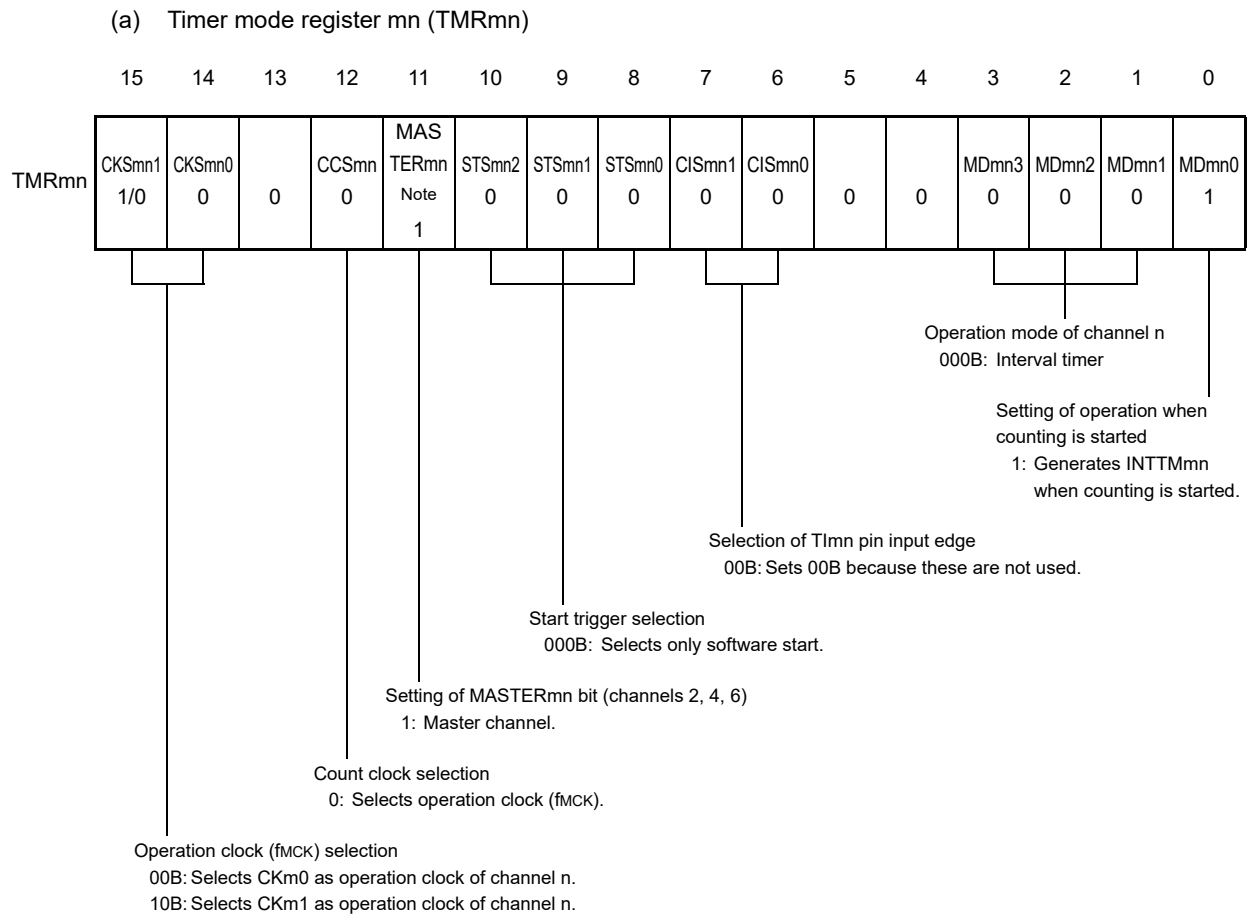 (a) Timer mode register mn (TMRmn)
15 14 13 12 11 10 9 8 7 6 5 4 3 2 1 0
TMRmn
CKSmn1 1/0
CKSmn0 0
0
CCSmn 0
MAS
TERmn
Note
1
STSmn2 0
STSmn1 0
STSmn0 0
CISmn1 0
CISmn0 0
0
0
MDmn3 0
MDmn2 0
MDmn1 0
MDmn0 1
Operation mode of channel n
000B: Interval timer
Setting of operation when
counting is started
1: Generates INTTMmn
when counting is started.
Selection of TImn pin input edge
00B: Sets 00B because these are not used.
Start trigger selection
000B: Selects only software start.
Setting of MASTERmn bit (channels 2, 4, 6)
1: Master channel.
Count clock selection
0: Selects operation clock (fMCK).
Operation clock (fMCK) selection
00B: Selects CKm0 as operation clock of channel n.
10B: Selects CKm1 as operation clock of channel n.